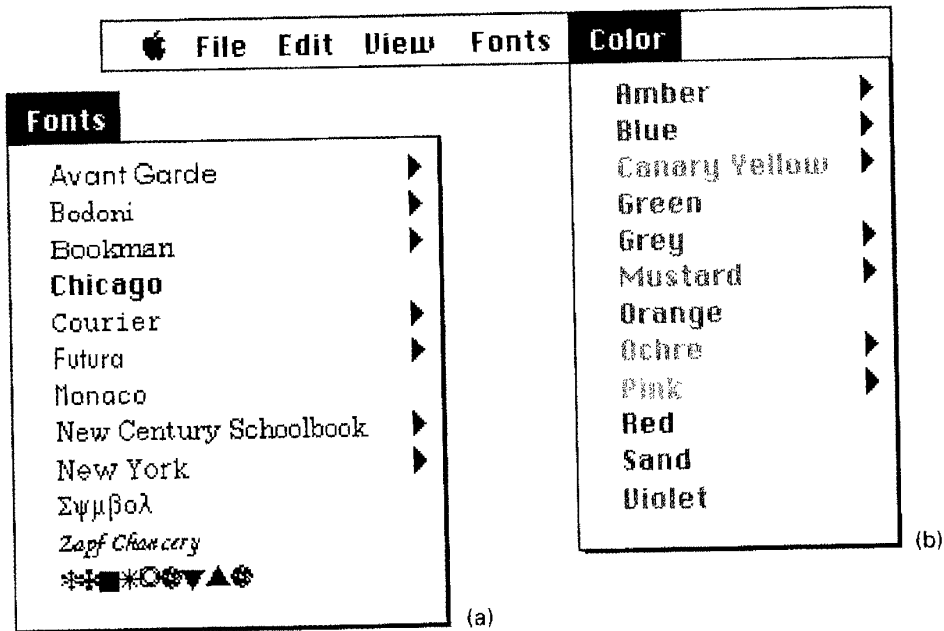 File Edit View Fonts Color
Fonts
Avant Garde
Bodoni
Bookman
Chicago
Courier
Futura
Monaco
New Century Schoolbook
New York
Σψμβολ
Zapf Chancery
Amber
Blue
Canary Yellow
Green
Grey
Mustard
Orange
Ochre
Pink
Red
Sand
Violet
(a)
(b)